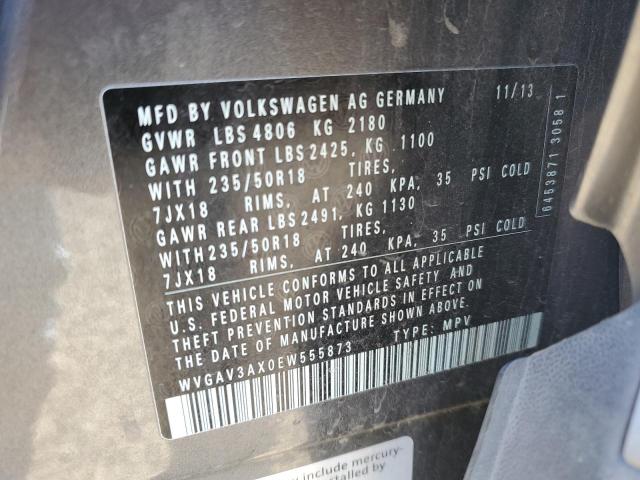 MFD BY VOLKSWAGEN AG GERMANY 11/13
GVWR LBS 4806 KG 2180
GAWR FRONT LBS 2425, KG 1100
WITH 235/50R18 TIRES,
7JX18 RIMS, AT 240 KPA, 35 PSI COLD
GAWR REAR LBS 2491, KG 1130
WITH 235/50R18 TIRES,
7JX18 RIMS, AT 240 KPA, 35 PSI COLD
THIS VEHICLE CONFORMS TO ALL APPLICABLE
U.S. FEDERAL MOTOR VEHICLE SAFETY AND
THEFT PREVENTION STANDARDS IN EFFECT ON
THE DATE OF MANUFACTURE SHOWN ABOVE.
WVGAV3AX0EW555873 TYPE: MPV
6453871 3058 1
include mercury-
installed by